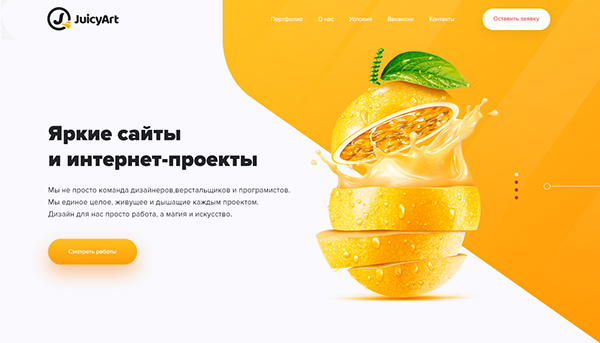 JuicyArt
Портфолио О нас Условия Вакансии Контакты Оставить заявку
Яркие сайты
и интернет-проекты
Мы не просто команда дизайнеров,верстальщиков и програмистов.
Мы единое целое, живущее и дышащие каждым проектом.
Дизайн для нас просто работа, а магия и искусство.
Смотреть работы